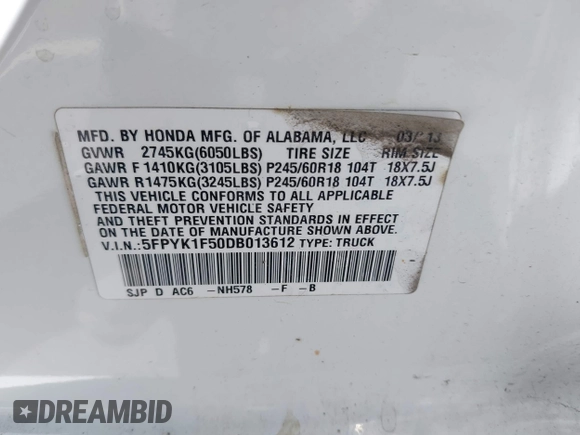 MFD. BY HONDA MFG. OF ALABAMA, LLC 03/13
GVWR 2745KG(6050LBS) TIRE SIZE RIM SIZE
GAWR F 1410KG(3105LBS) P245/60R18 104T 18X7.5J
GAWR R1475KG(3245LBS) P245/60R18 104T 18X7.5J
THIS VEHICLE CONFORMS TO ALL APPLICABLE
FEDERAL MOTOR VEHICLE SAFETY
AND THEFT PREVENTION STANDARDS IN EFFECT
ON THE DATE OF MANUFACTURE SHOWN ABOVE.
V.I.N.:5FPYK1F50DB013612 TYPE: TRUCK
SJP D AC6 -NH578 -F -B
DREAMBID